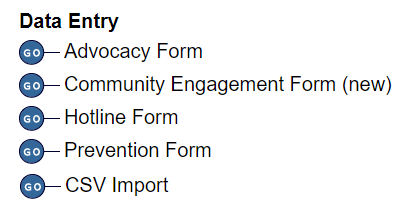 Data Entry
GO Advocacy Form
GO Community Engagement Form (new)
GO Hotline Form
GO Prevention Form
GO CSV Import